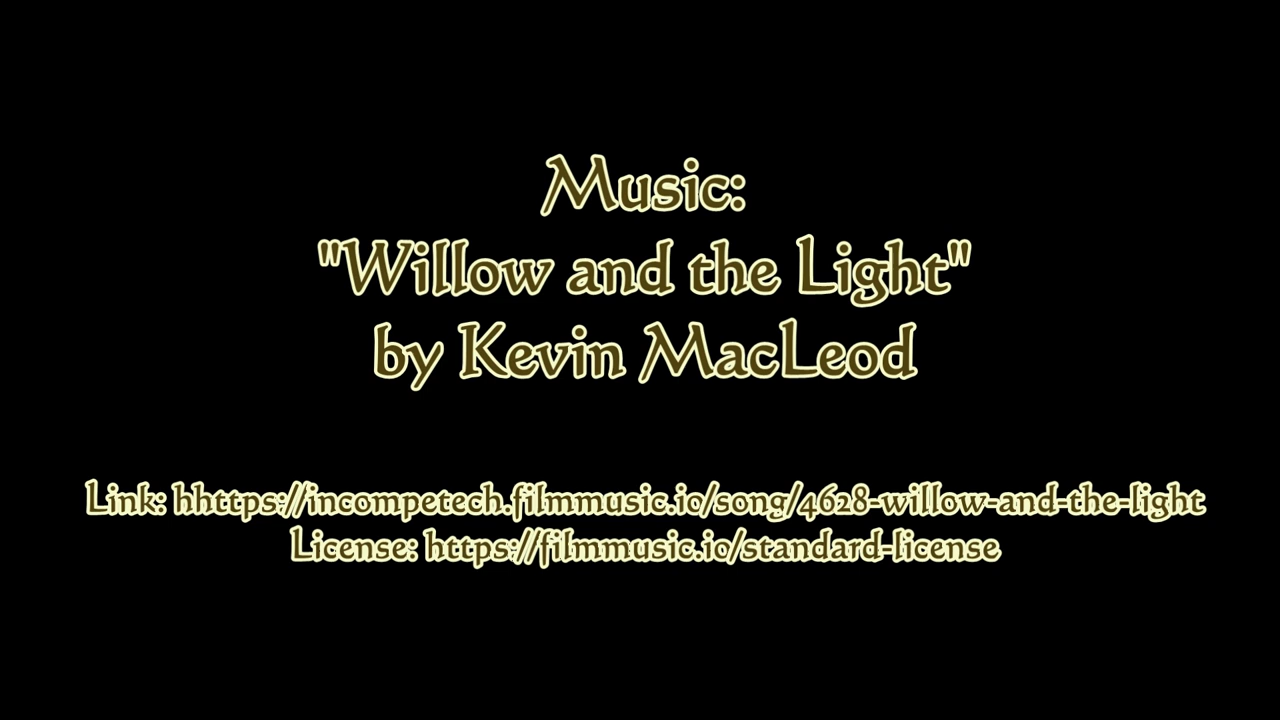 Music:
"Willow and the Light"
by Kevin MacLeod
Link: hhttps://incompetech.filmmusic.io/song/4628-willow-and-the-light
License: https://filmmusic.io/standard-license